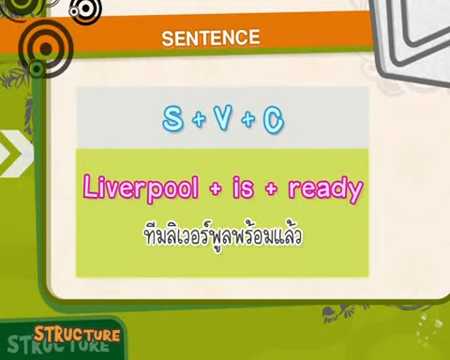 SENTENCE
S + V + C
Liverpool + is + ready
ทีมลิเวอร์พูลพร้อมแล้ว
STRUCTURE
STRUCTURE